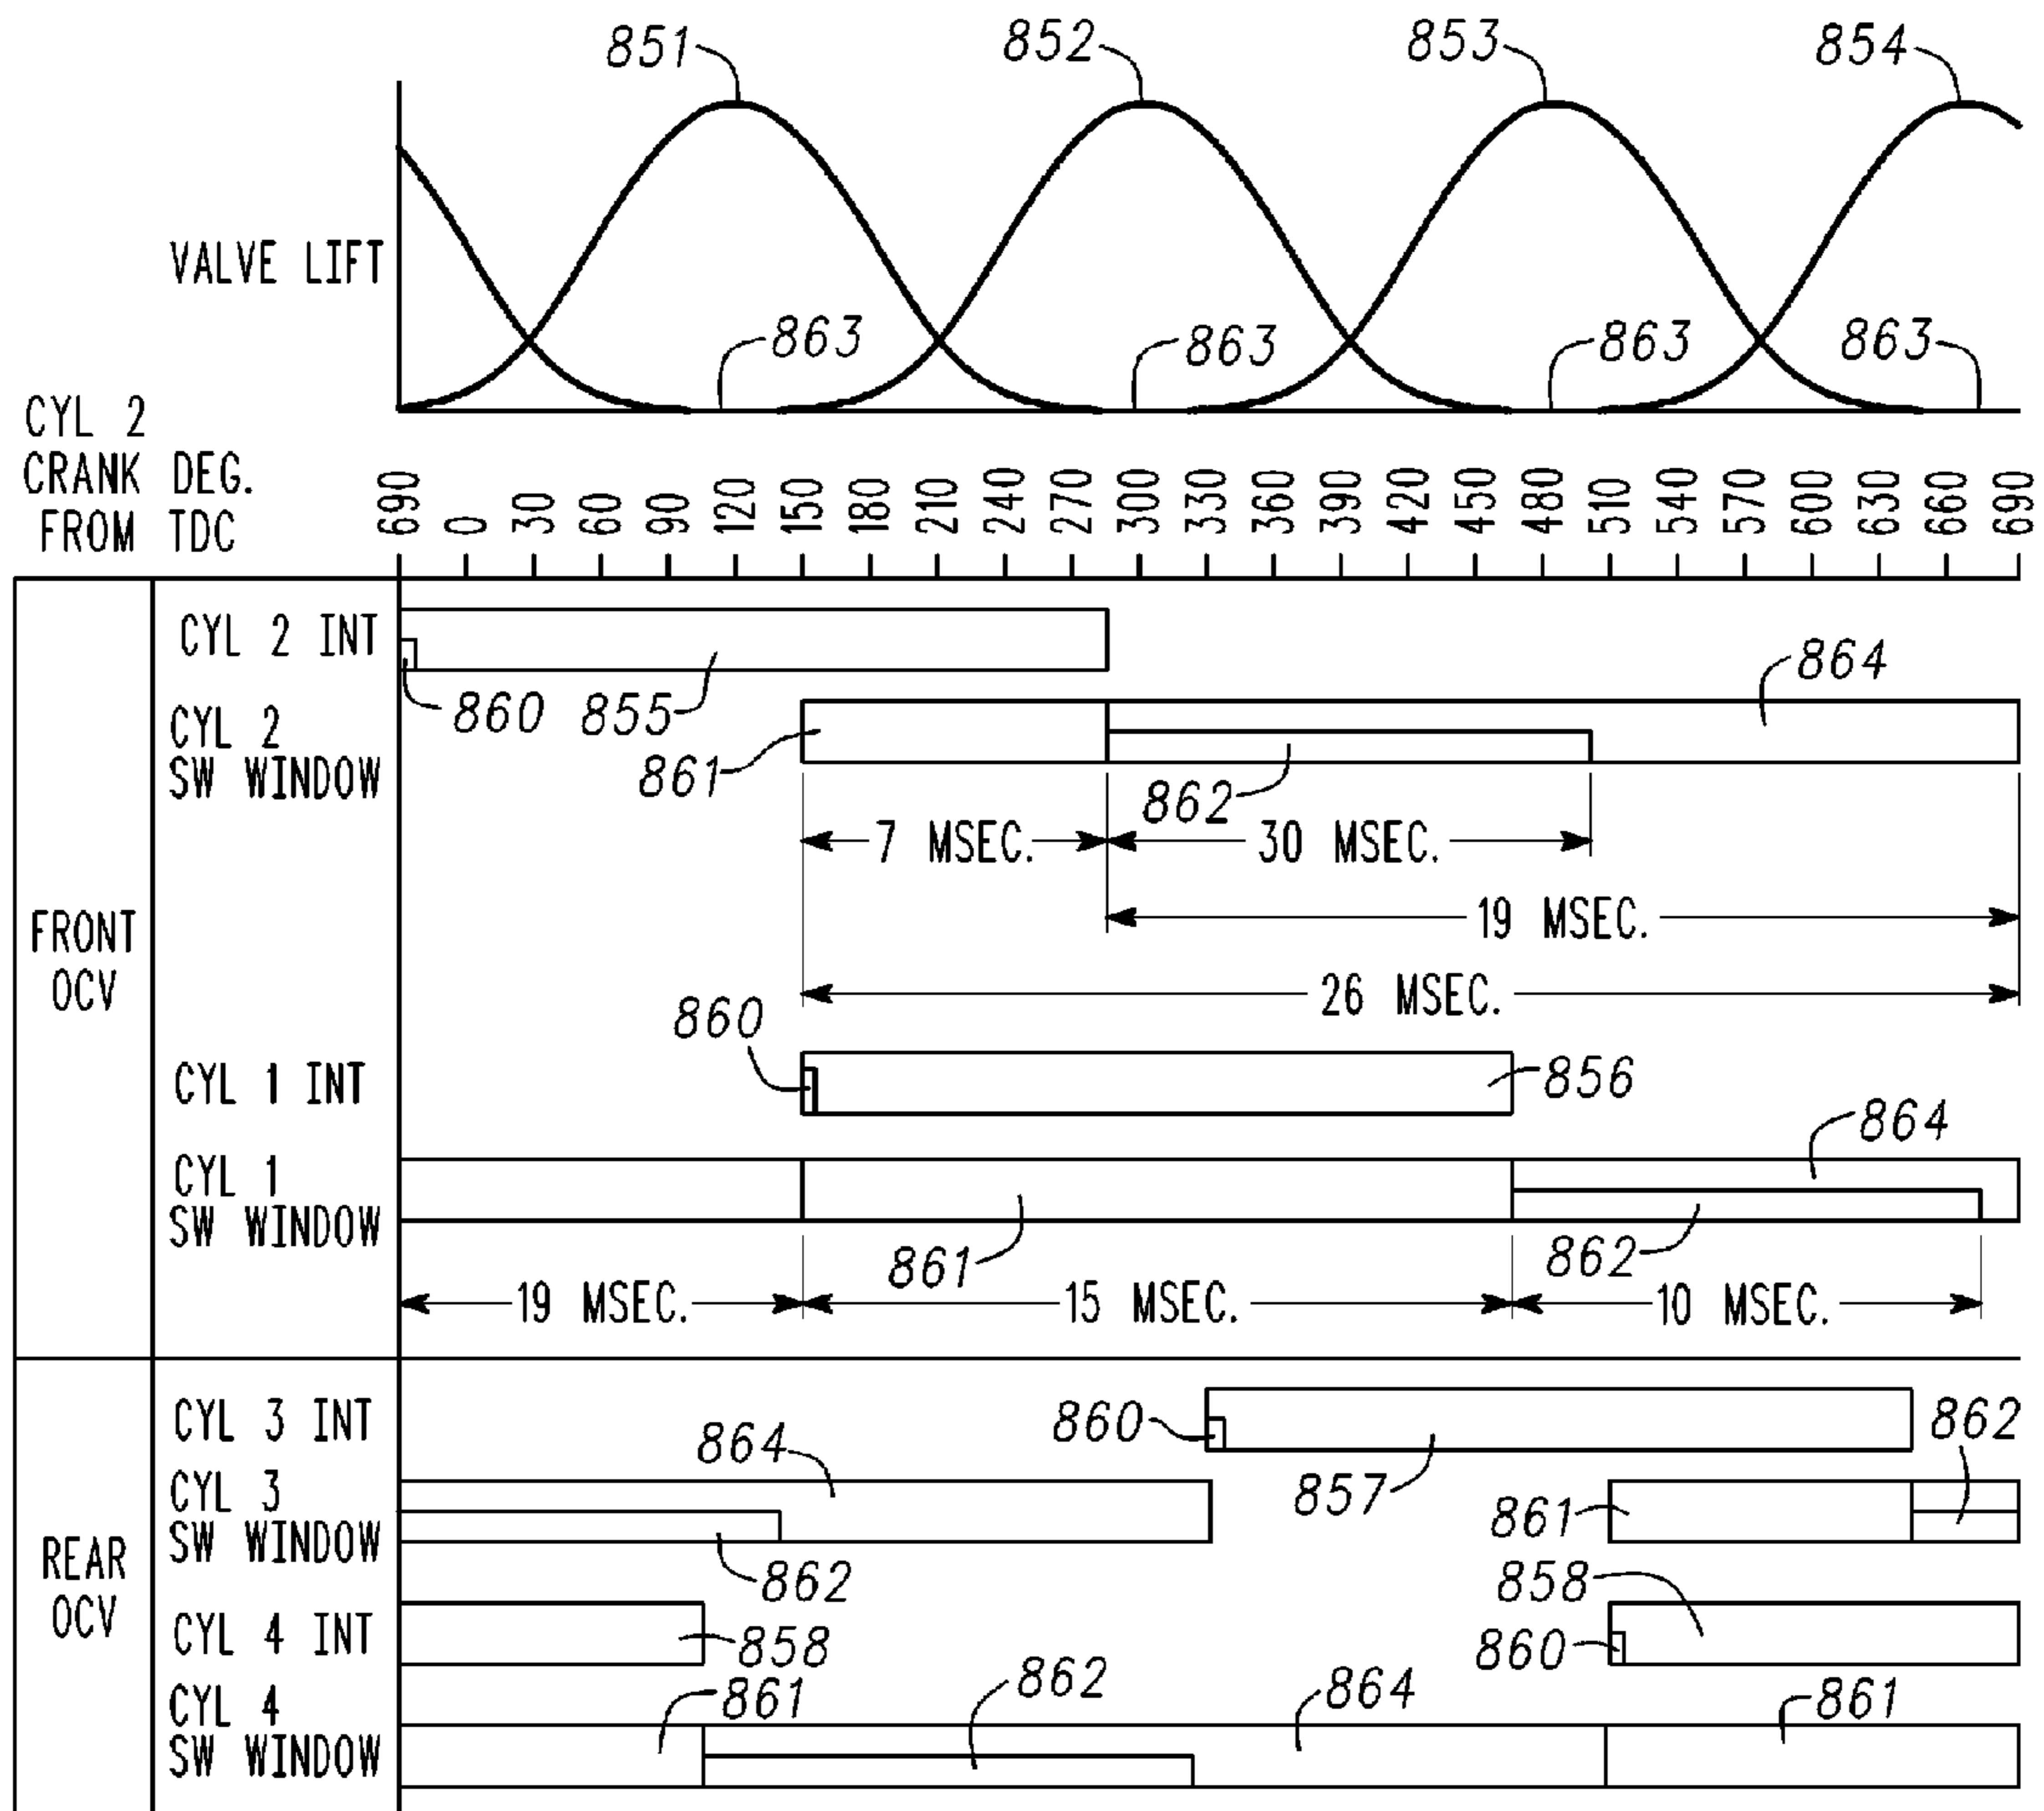 851
852
853
854
VALVE LIFT
863
863
863
863
CYL 2
CRANK DEG.
FROM TDC
690 0 30 60 90 120 150 180 210 240 270 300 330 360 390 420 450 480 510 540 570 600 630 660 690
FRONT
OCV
CYL 2 INT
860
855
864
CYL 2
SW WINDOW
861
862
7 MSEC.
30 MSEC.
19 MSEC.
26 MSEC.
860
CYL 1 INT
856
864
CYL 1
SW WINDOW
861
862
19 MSEC.
15 MSEC.
10 MSEC.
REAR
OCV
CYL 3 INT
860
857
862
864
CYL 3
SW WINDOW
861
862
858
CYL 4 INT
858
860
CYL 4
SW WINDOW
861
862
864
861